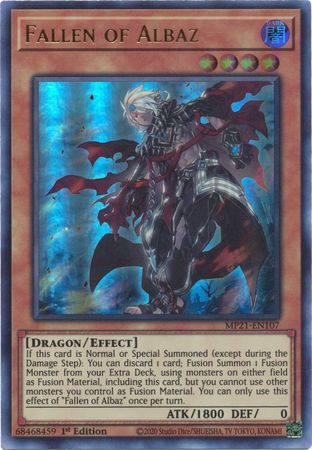 FALLEN OF ALBAZ
DARK
闇
MP21-EN107
[DRAGON/EFFECT]
If this card is Normal or Special Summoned (except during the
Damage Step): You can discard 1 card; Fusion Summon 1 Fusion
Monster from your Extra Deck, using monsters on either field
as Fusion Material, including this card, but you cannot use other
monsters you control as Fusion Material. You can only use this
effect of "Fallen of Albaz" once per turn.
ATK/1800 DEF/ 0
68468459 1st Edition ©2020 Studio Dice/SHUEISHA, TV TOKYO, KONAMI